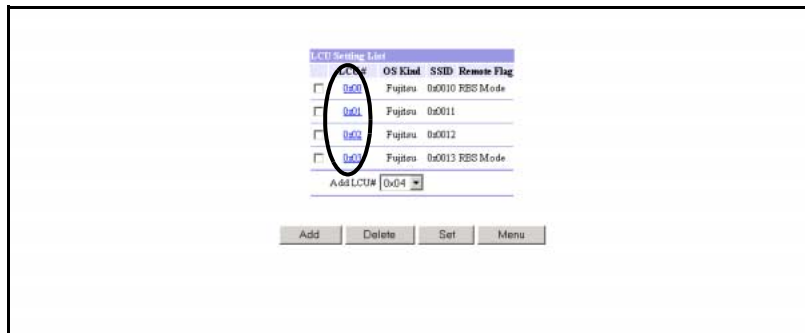 LCU Setting List
LCU# OS Kind SSID Remote Flag
0x00 Fujitsu 0x0010 RBS Mode
0x01 Fujitsu 0x0011
0x02 Fujitsu 0x0012
0x03 Fujitsu 0x0013 RBS Mode
Add LCU# 0x04
Add Delete Set Menu